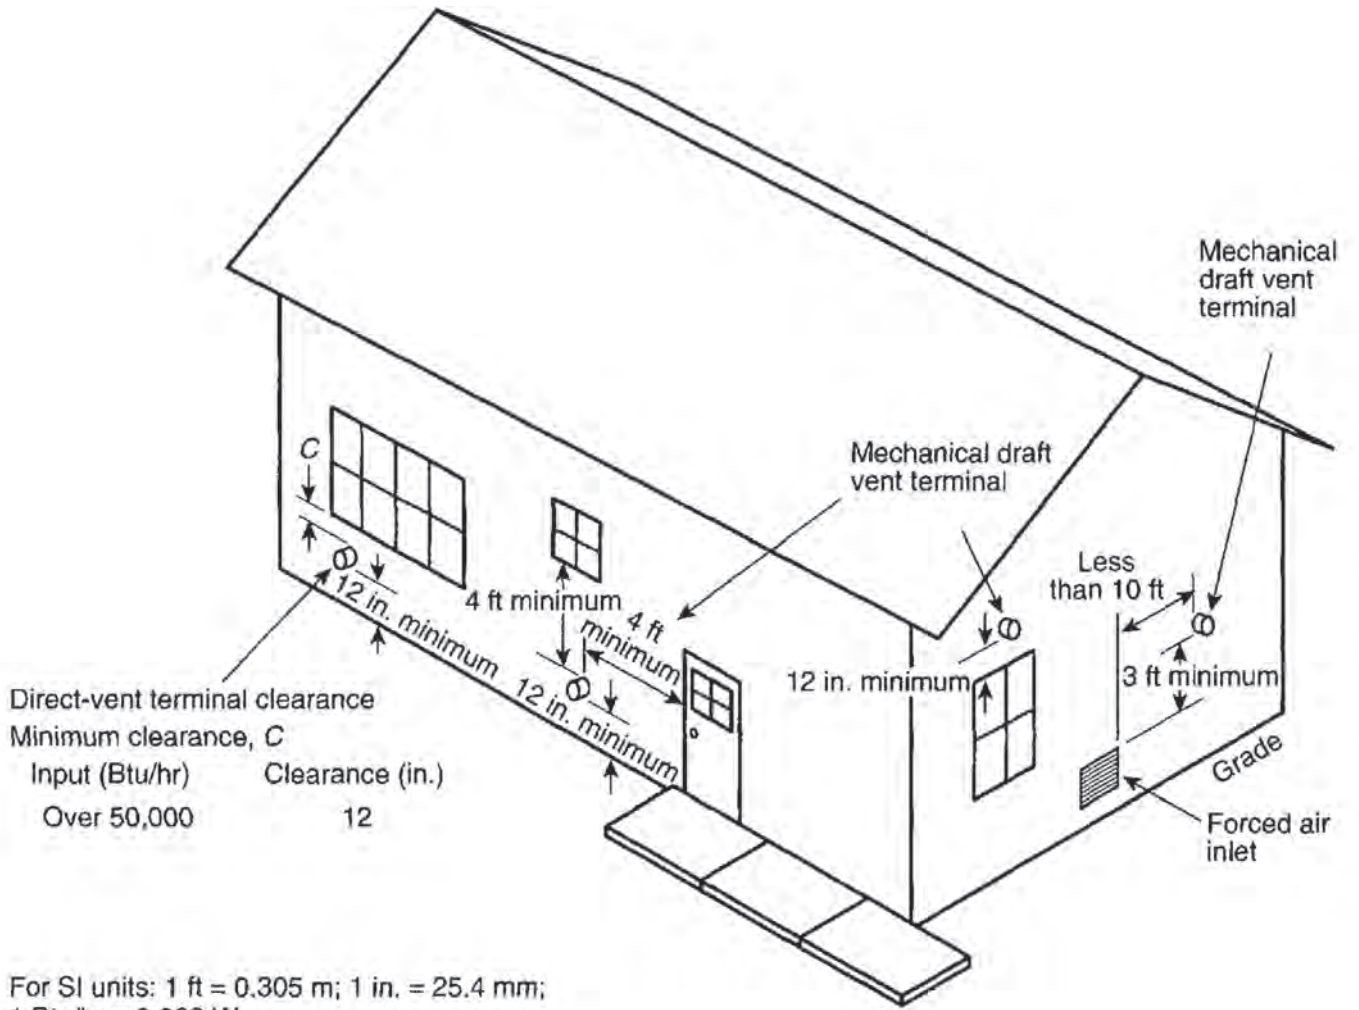 Mechanical
draft vent
terminal
Mechanical draft
vent terminal
C
Less
than 10 ft
4 ft minimum
4 ft
minimum
12 in. minimum
12 in. minimum
12 in. minimum
3 ft minimum
Grade
Forced air
inlet
Direct-vent terminal clearance
Minimum clearance, C
Input (Btu/hr) Clearance (in.)
Over 50,000 12
For SI units: 1 ft = 0.305 m; 1 in. = 25.4 mm;